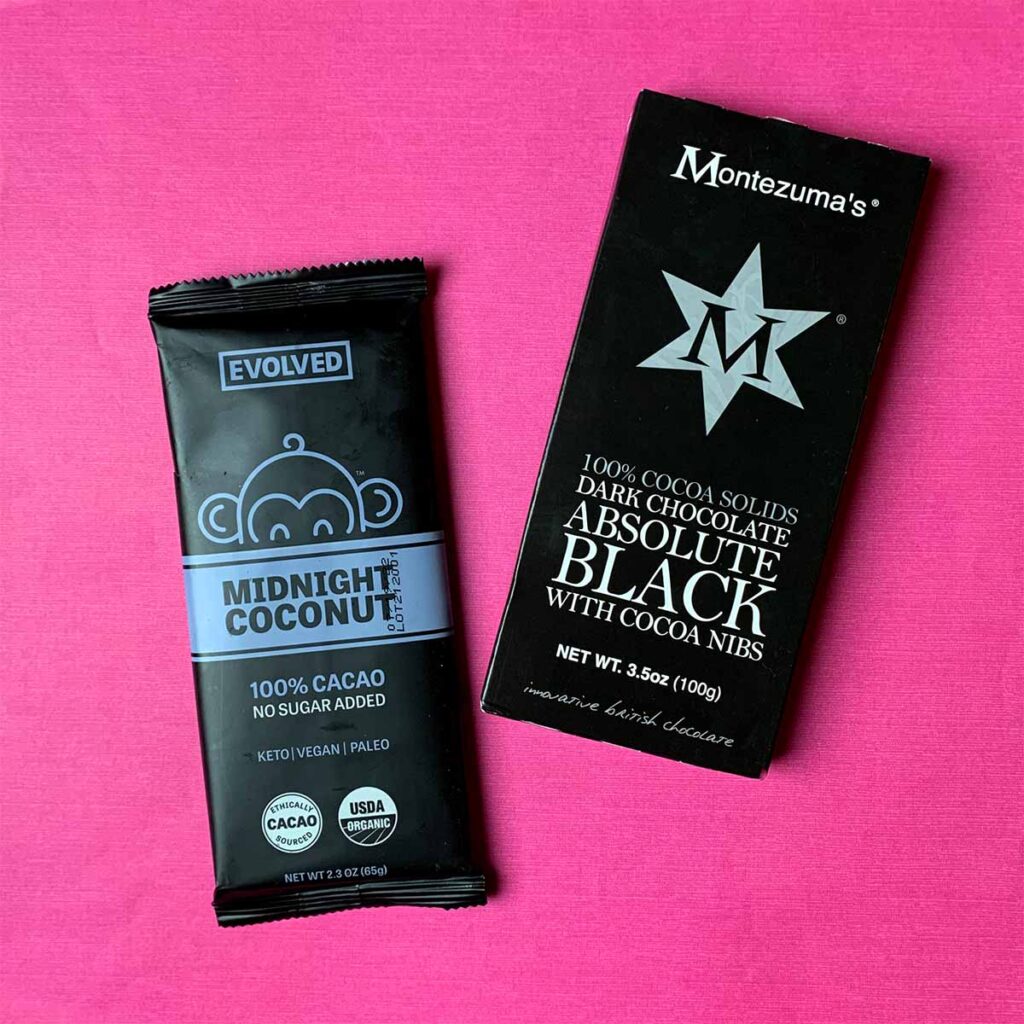 EVOLVED
TM
MIDNIGHT
COCONUT
100% CACAO
NO SUGAR ADDED
KETO | VEGAN | PALEO
ETHICALLY
CACAO
SOURCED
USDA
ORGANIC
NET WT 2.3 OZ (65g)
Montezuma's®
M
®
100% COCOA SOLIDS
DARK CHOCOLATE
ABSOLUTE
BLACK
WITH COCOA NIBS
NET WT. 3.5oz (100g)
innovative british chocolate